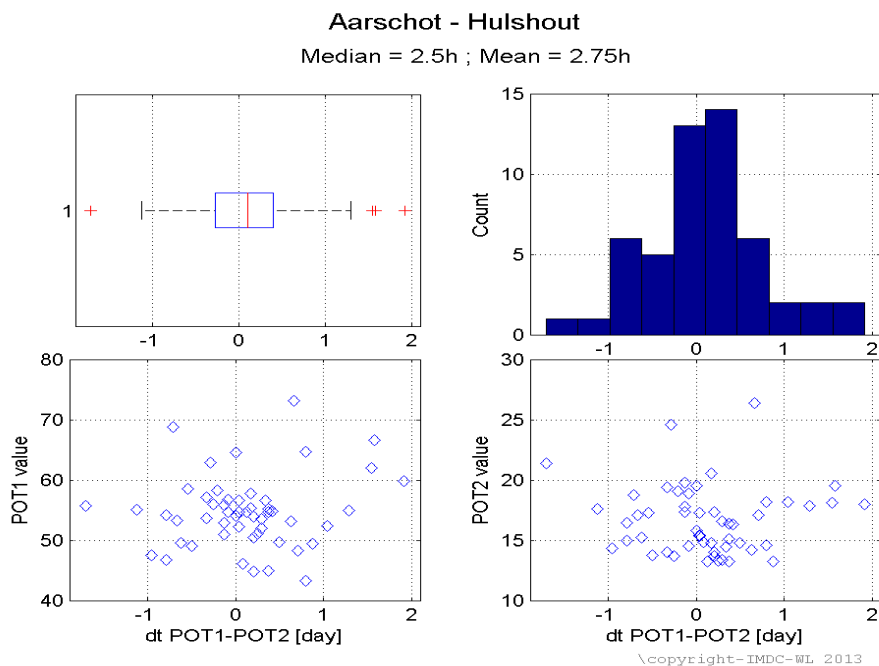 Aarschot - Hulshout
Median = 2.5h ; Mean = 2.75h
1
-1 0 1 2
Count
15
10
5
0
-1 0 1 2
POT1 value
80
70
60
50
40
-1 0 1 2
dt POT1-POT2 [day]
POT2 value
30
25
20
15
10
-1 0 1 2
dt POT1-POT2 [day]
\copyright-IMDC-WL 2013